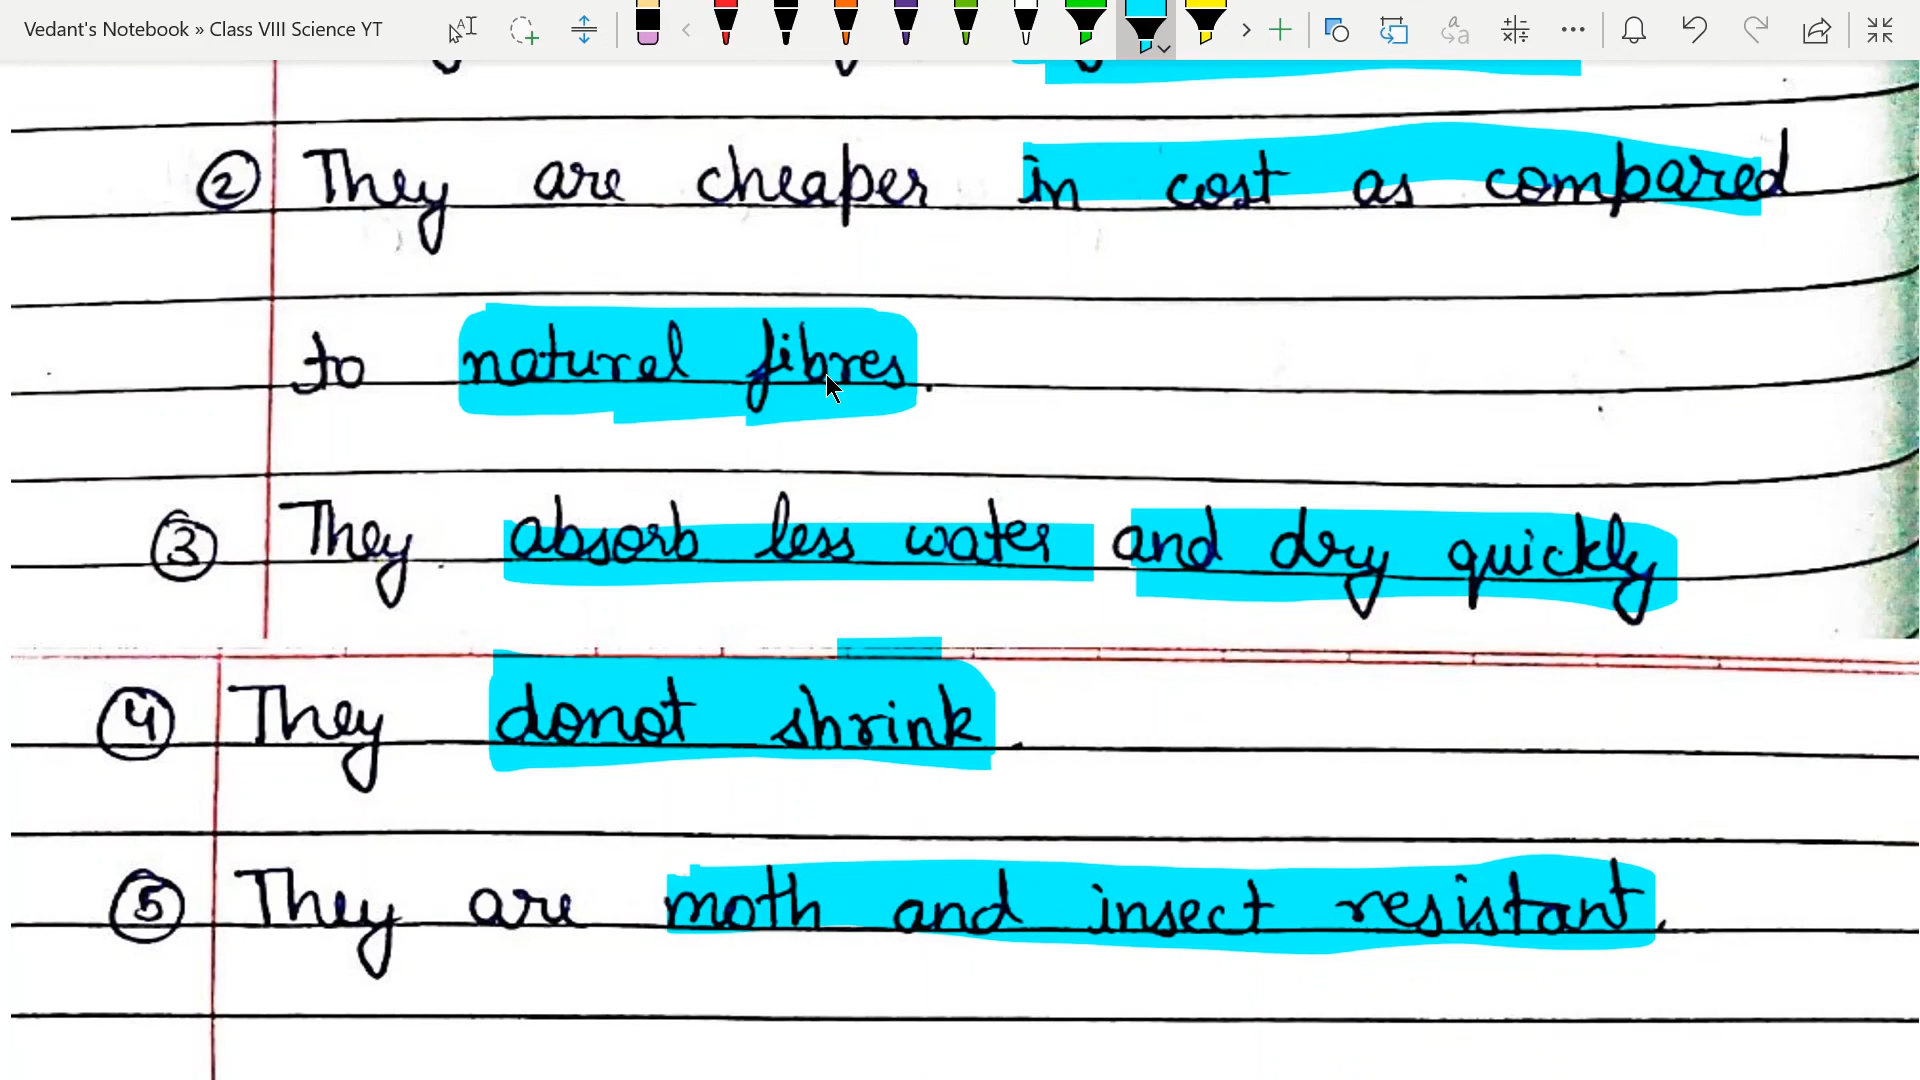 Vedant's Notebook » Class VIII Science YT
② They are cheaper in cost as compared
to natural fibres.
③ They absorb less water and dry quickly
④ They donot shrink.
⑤ They are moth and insect resistant.